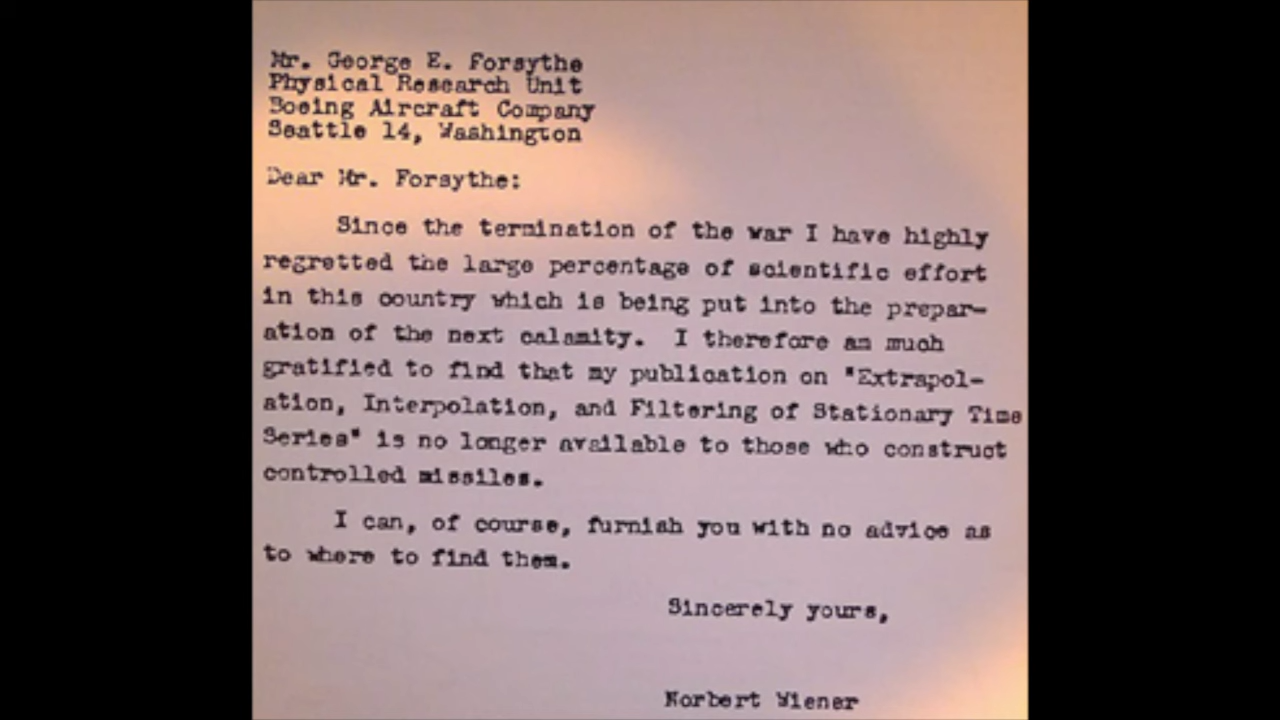 Mr. George E. Forsythe
Physical Research Unit
Boeing Aircraft Company
Seattle 14, Washington
Dear Mr. Forsythe:
Since the termination of the war I have highly
regretted the large percentage of scientific effort
in this country which is being put into the prepar-
ation of the next calamity. I therefore am much
gratified to find that my publication on "Extrapol-
ation, Interpolation, and Filtering of Stationary Time
Series" is no longer available to those who construct
controlled missiles.
I can, of course, furnish you with no advice as
to where to find them.
Sincerely yours,
Norbert Wiener